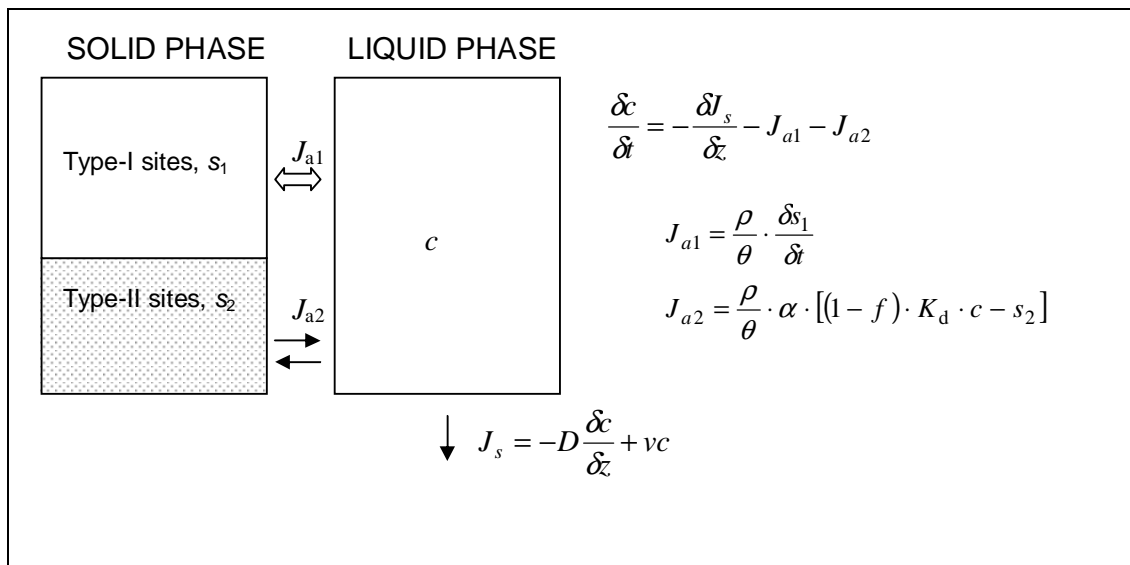 SOLID PHASE LIQUID PHASE
δc/δt = −δJs/δz − Ja1 − Ja2
Type-I sites, s1
Ja1
c
Ja1 = ρ/θ · δs1/δt
Type-II sites, s2
Ja2
Ja2 = ρ/θ · α · [(1 − f) · Kd · c − s2]
Js = −D δc/δz + vc